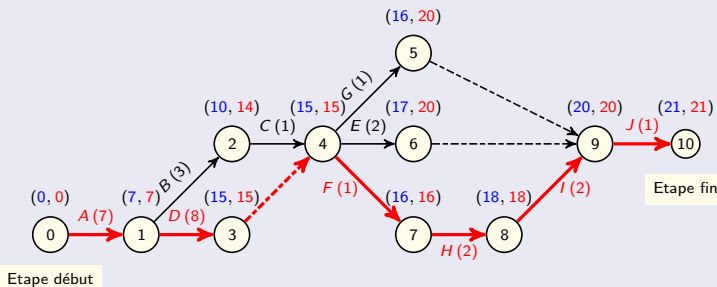 (16, 20)
5
G (1)
(10, 14)
(15, 15)
(17, 20)
(20, 20)
(21, 21)
2
C (1)
4
E (2)
6
9
J (1)
10
B (3)
F (1)
I (2)
Etape fin
(0, 0)
(7, 7)
(15, 15)
(16, 16)
(18, 18)
0
A (7)
1
D (8)
3
7
H (2)
8
Etape début